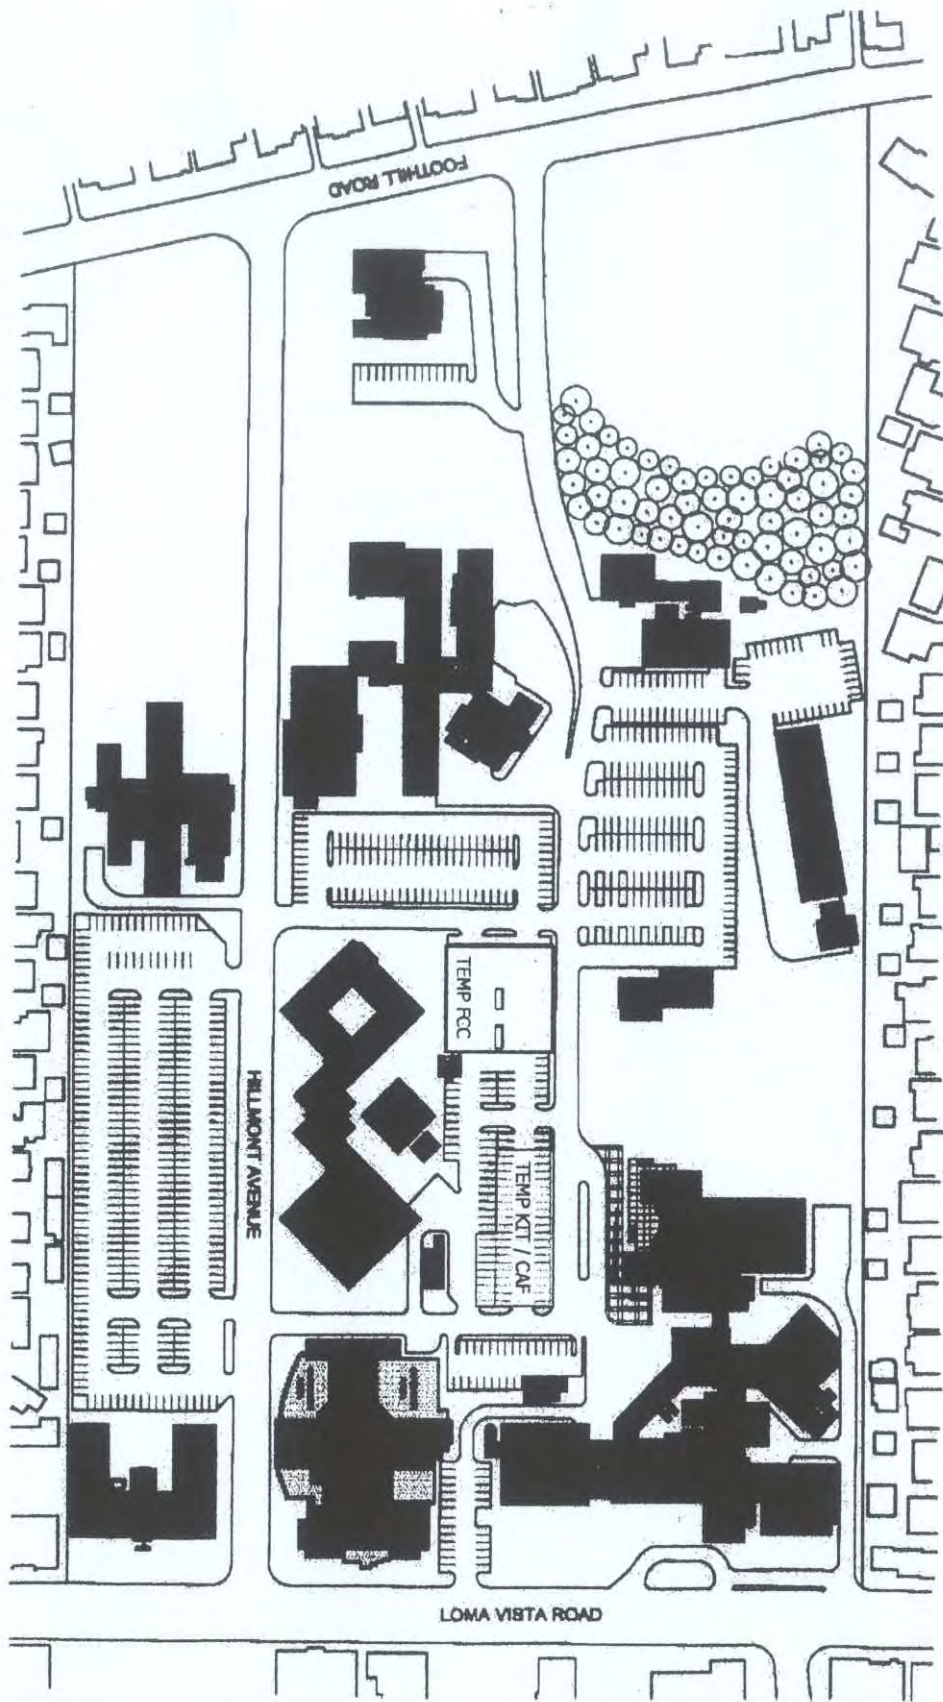 FOOTHILL ROAD
TEMP FCC
HILLMONT AVENUE
TEMP KIT / CAF
LOMA VISTA ROAD